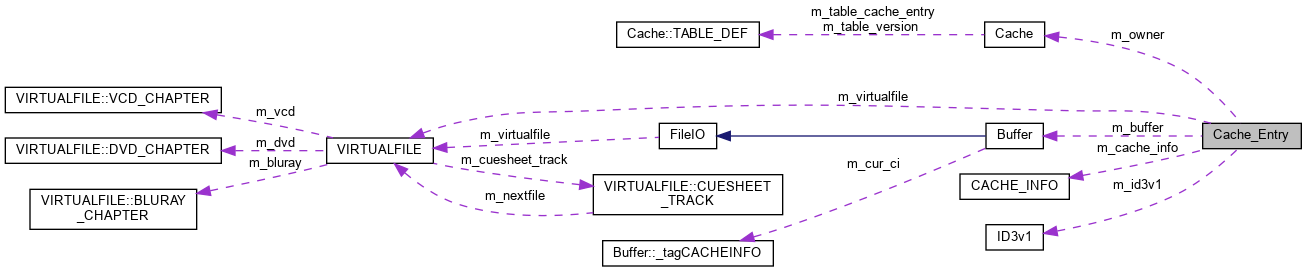 m_table_cache_entry
m_table_version
Cache::TABLE_DEF
Cache
m_owner
VIRTUALFILE::VCD_CHAPTER
m_vcd
m_virtualfile
VIRTUALFILE::DVD_CHAPTER
m_dvd
VIRTUALFILE
m_virtualfile
FileIO
Buffer
m_buffer
Cache_Entry
m_bluray
m_cuesheet_track
m_cur_ci
m_cache_info
VIRTUALFILE::BLURAY
_CHAPTER
m_nextfile
VIRTUALFILE::CUESHEET
_TRACK
CACHE_INFO
m_id3v1
ID3v1
Buffer::_tagCACHEINFO